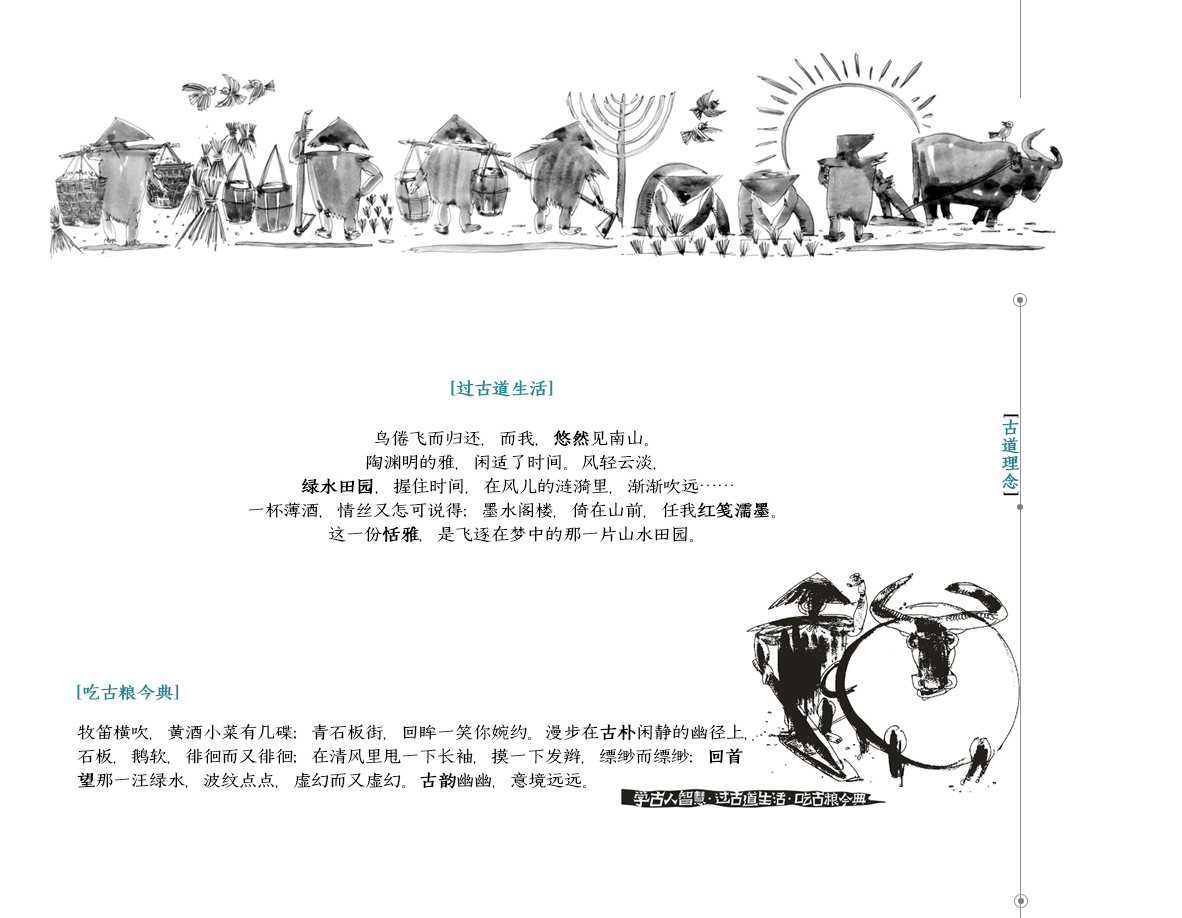 [过古道生活]
鸟倦飞而归还，而我，悠然见南山。
陶渊明的雅，闲适了时间。风轻云淡，
绿水田园，握住时间，在风儿的涟漪里，渐渐吹远……
一杯薄酒，情丝又怎可说得；墨水阁楼，倚在山前，任我红笺濡墨。
这一份恬雅，是飞逐在梦中的那一片山水田园。
[古道理念]
[吃古粮今典]
牧笛横吹，黄酒小菜有几碟；青石板街，回眸一笑你婉约。漫步在古朴闲静的幽径上，
石板，鹅软，徘徊而又徘徊；在清风里甩一下长袖，摸一下发辫，缥缈而缥缈；回首
望那一汪绿水，波纹点点，虚幻而又虚幻。古韵幽幽，意境远远。
学古人智慧·过古道生活·吃古粮今典